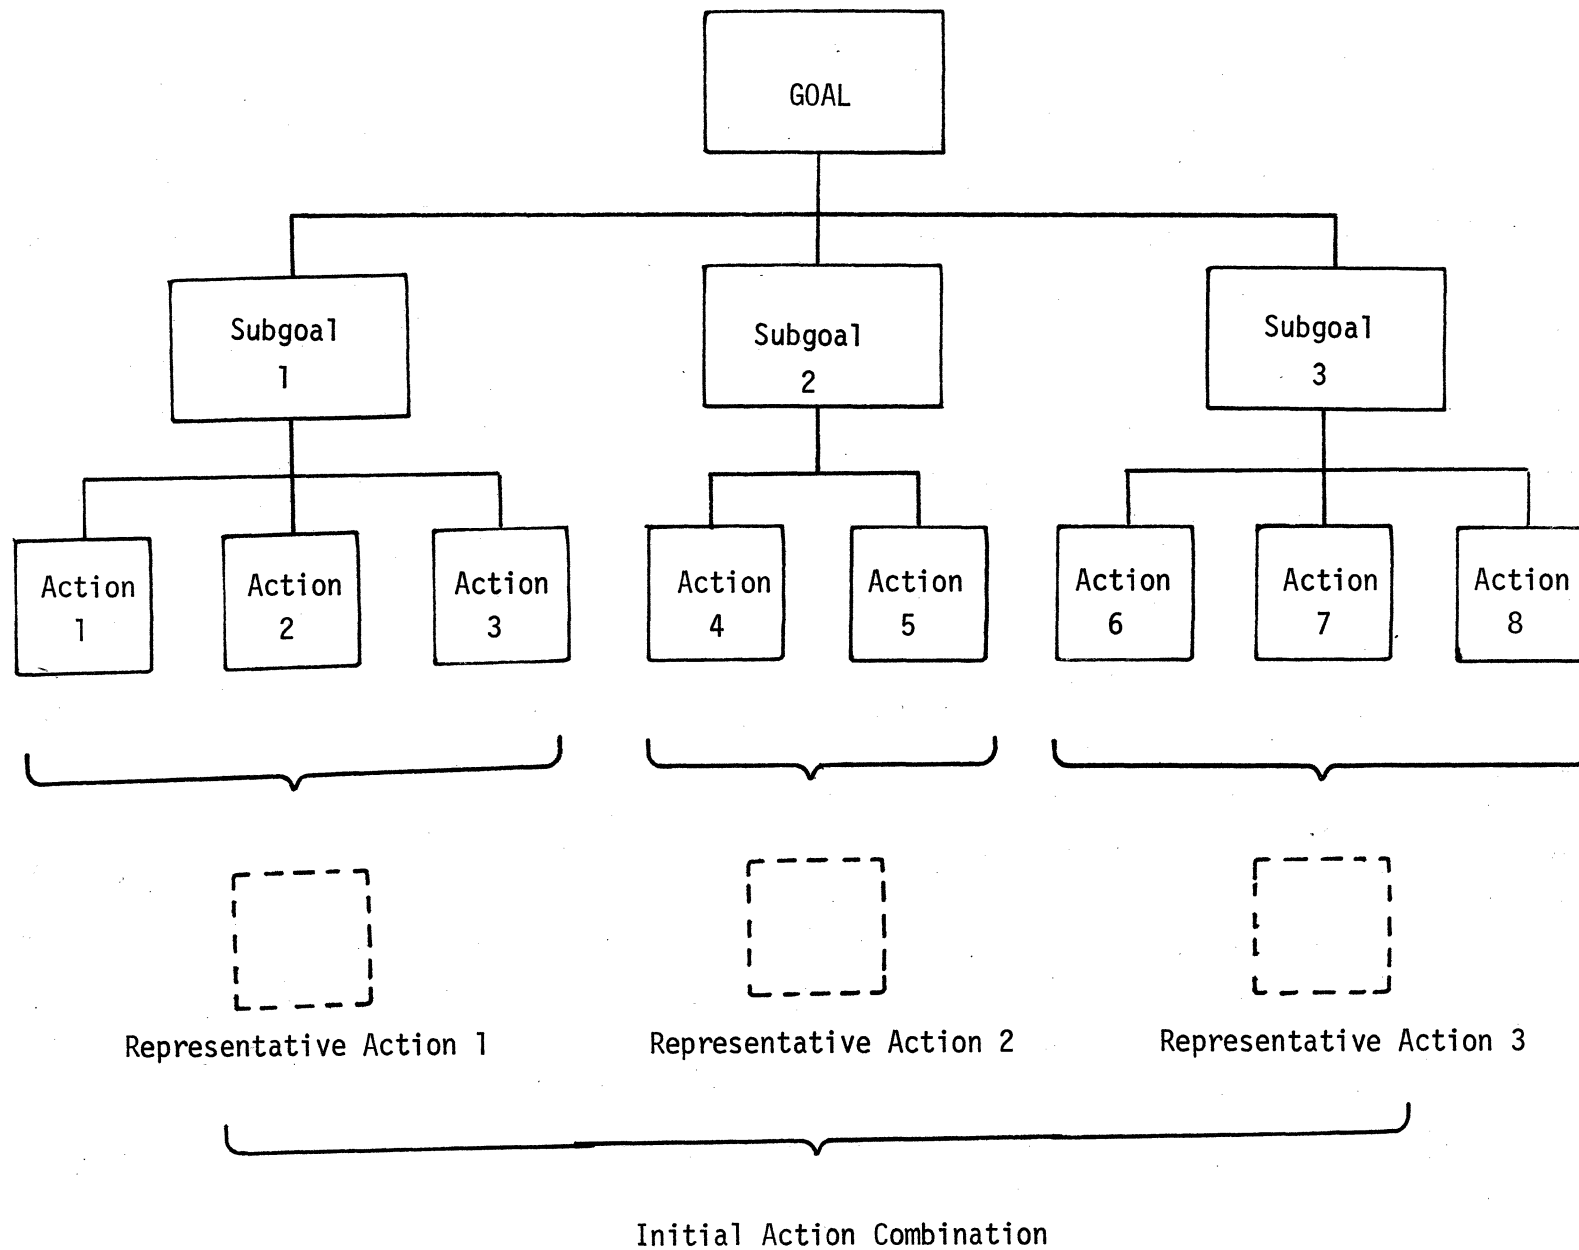 GOAL
Subgoal
1
Subgoal
2
Subgoal
3
Action
1
Action
2
Action
3
Action
4
Action
5
Action
6
Action
7
Action
8
Representative Action 1
Representative Action 2
Representative Action 3
Initial Action Combination